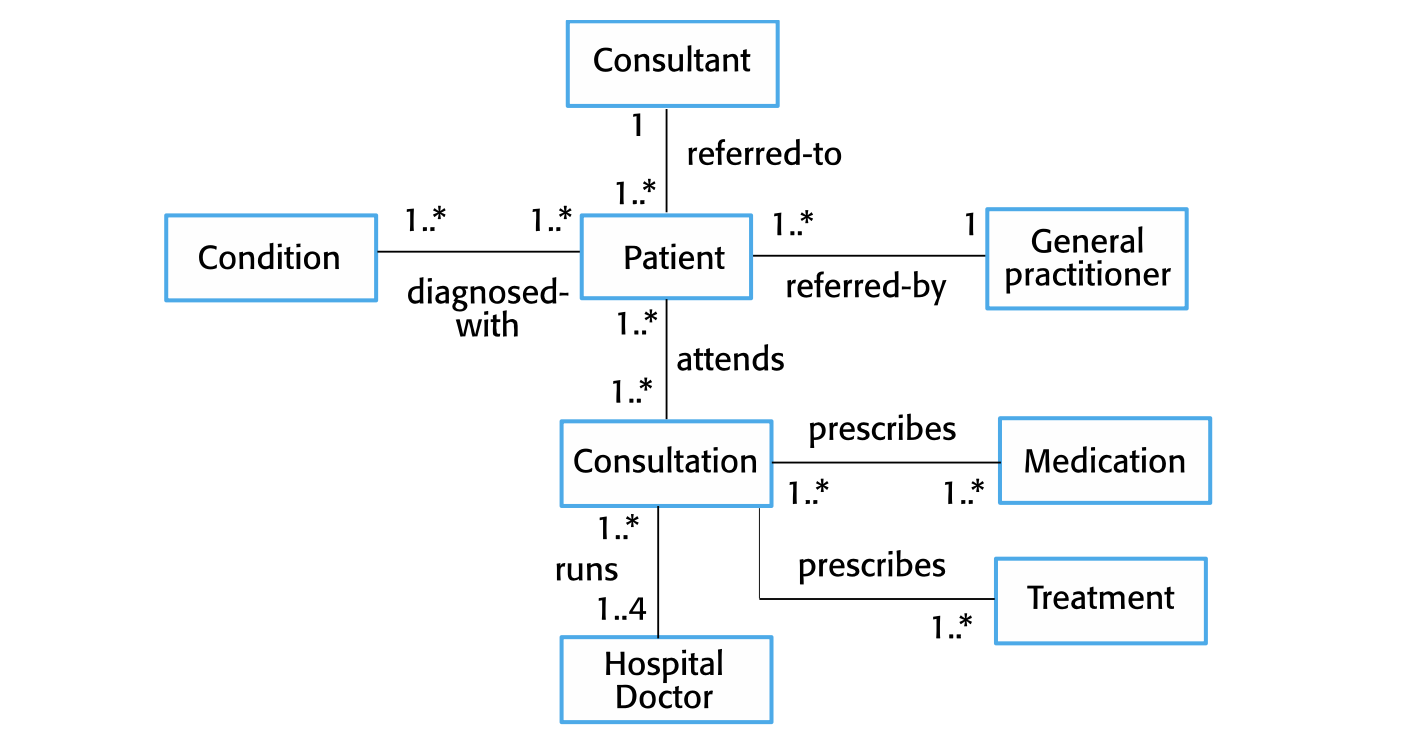 Consultant
1
referred-to
1..*
1..*
1..*
1..*
1
Condition
Patient
General
practitioner
diagnosed-
with
referred-by
1..*
attends
1..*
prescribes
Consultation
Medication
1..*
1..*
1..*
runs
prescribes
1..4
Treatment
1..*
Hospital
Doctor